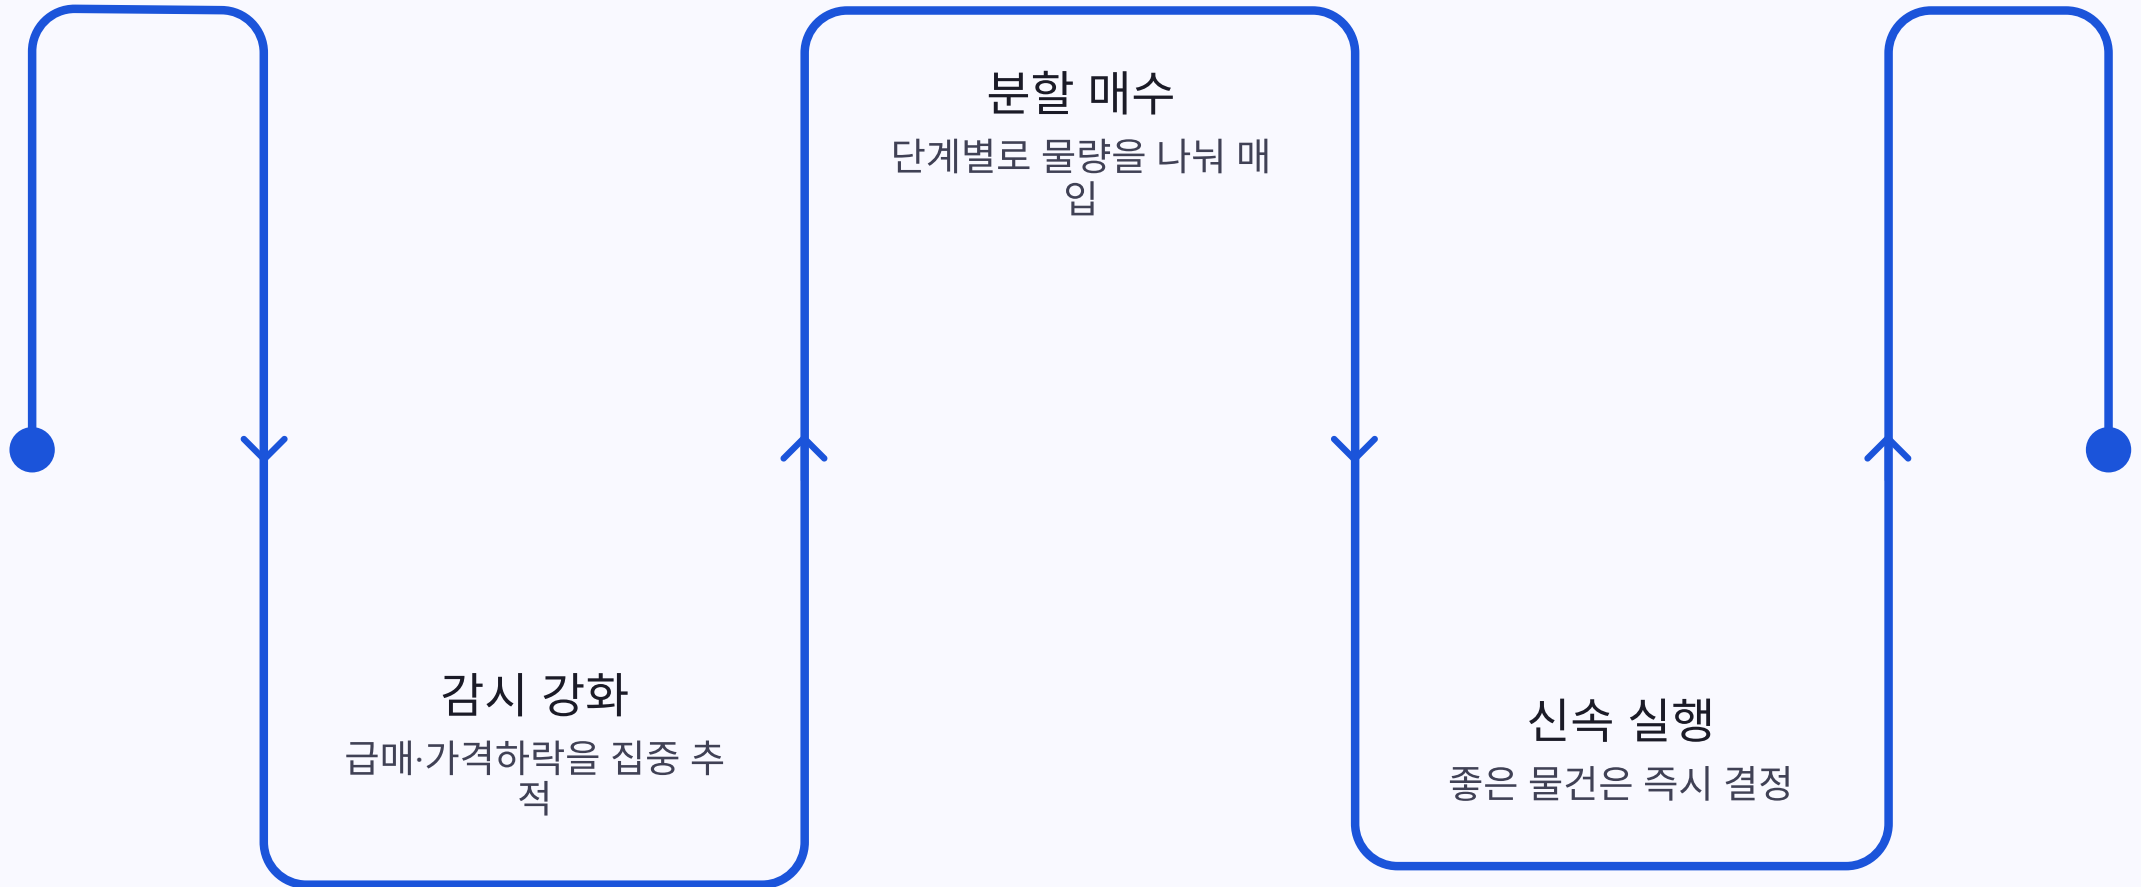 감시 강화
급매·가격하락을 집중 추
적
분할 매수
단계별로 물량을 나눠 매
입
신속 실행
좋은 물건은 즉시 결정